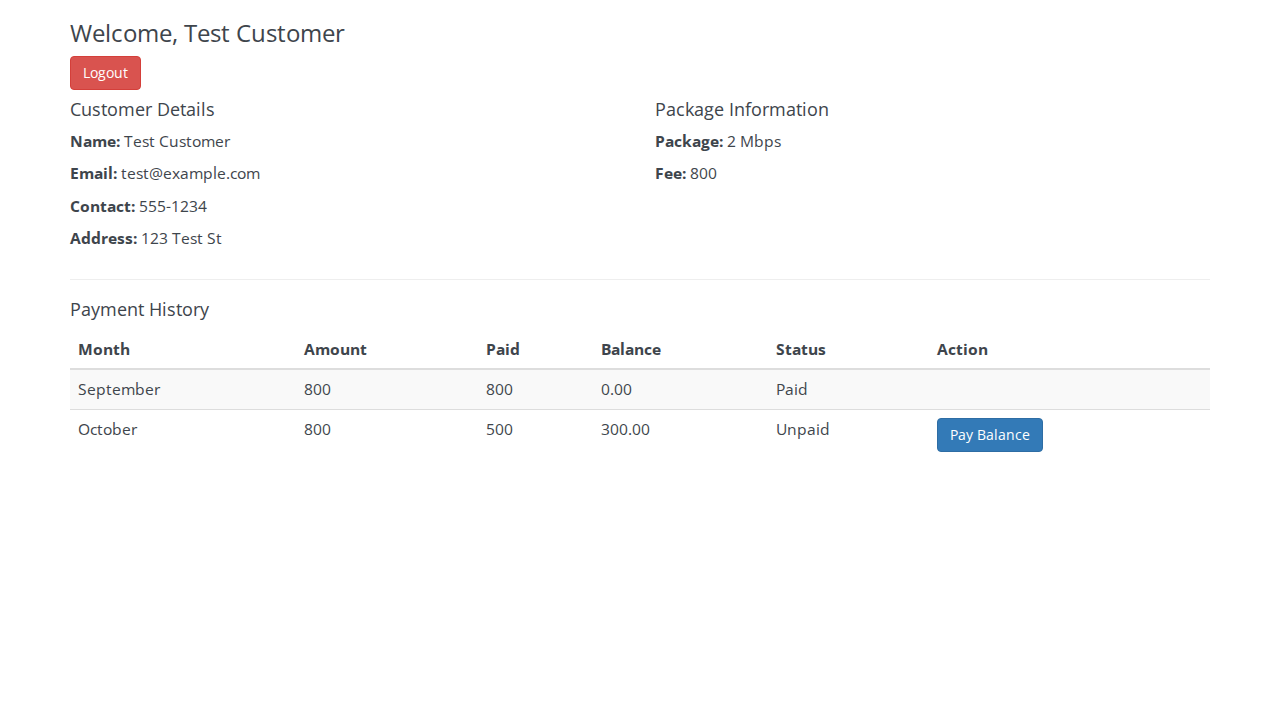 Welcome, Test Customer
Logout
Customer Details
Name: Test Customer
Email: test@example.com
Contact: 555-1234
Address: 123 Test St
Package Information
Package: 2 Mbps
Fee: 800
Payment History
Month Amount Paid Balance Status Action
September 800 800 0.00 Paid
October 800 500 300.00 Unpaid Pay Balance